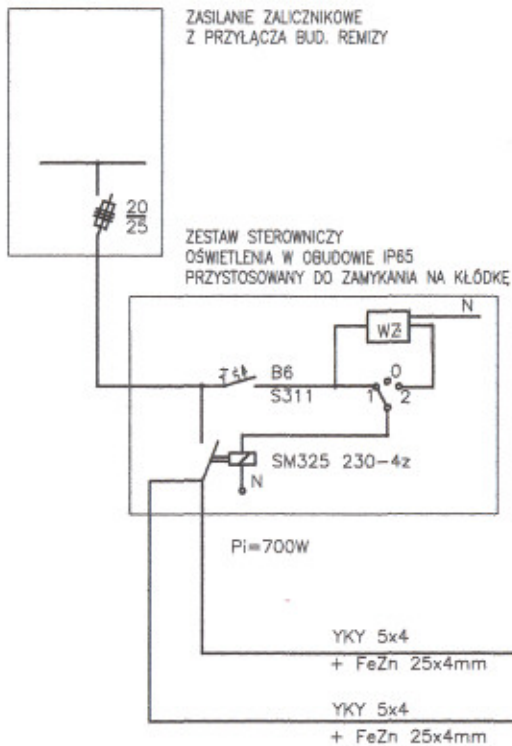 ZASILANIE ZALICZNIKOWE
Z PRZYŁĄCZA BUD. REMIZY
20
25
ZESTAW STEROWNICZY
OŚWIETLENIA W OBUDOWIE IP65
PRZYSTOSOWANY DO ZAMYKANIA NA KŁÓDKĘ
N
WZ
B6
S311
0
1
2
SM325 230-4z
N
Pi=700W
YKY 5x4
+ FeZn 25x4mm
YKY 5x4
+ FeZn 25x4mm